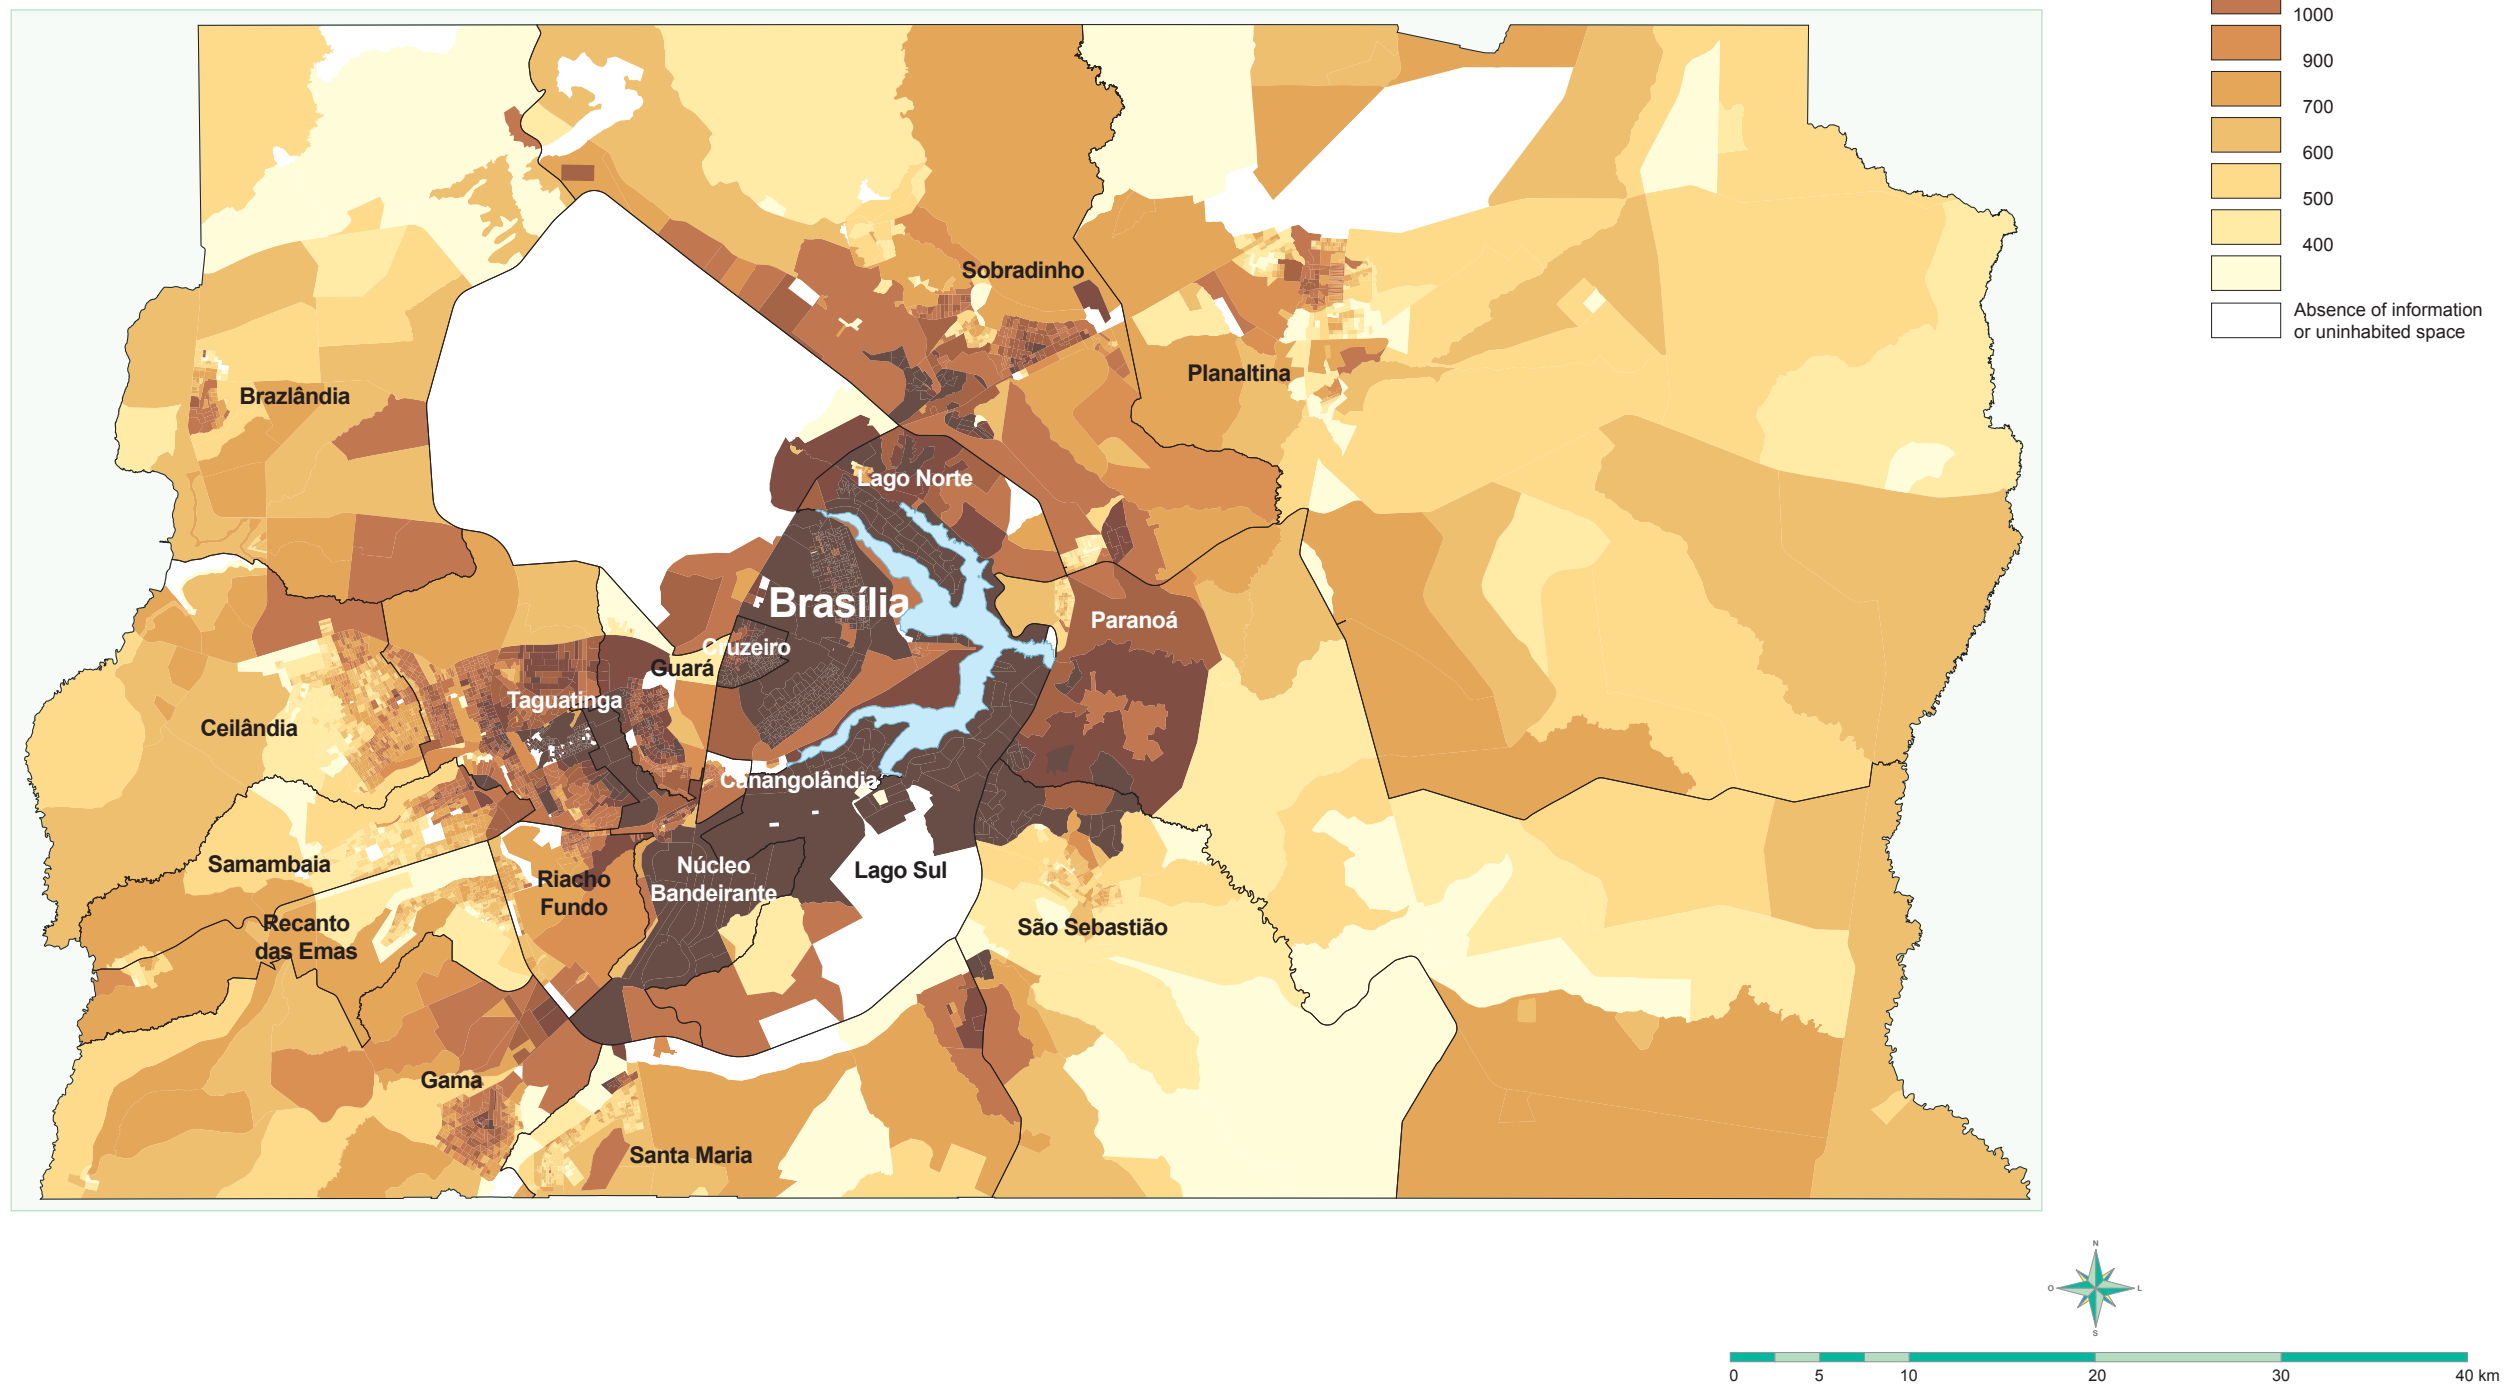 1000
900
700
600
500
400
Absence of information
or uninhabited space
Sobradinho
Planaltina
Brazlândia
Lago Norte
Brasília
Paranoá
Cruzeiro
Guará
Taguatinga
Ceilândia
Canangolândia
Samambaia
Núcleo
Bandeirante
Lago Sul
Riacho
Fundo
Recanto
das Emas
São Sebastião
Gama
Santa Maria
N
O
L
S
0 5 10 20 30 40 km